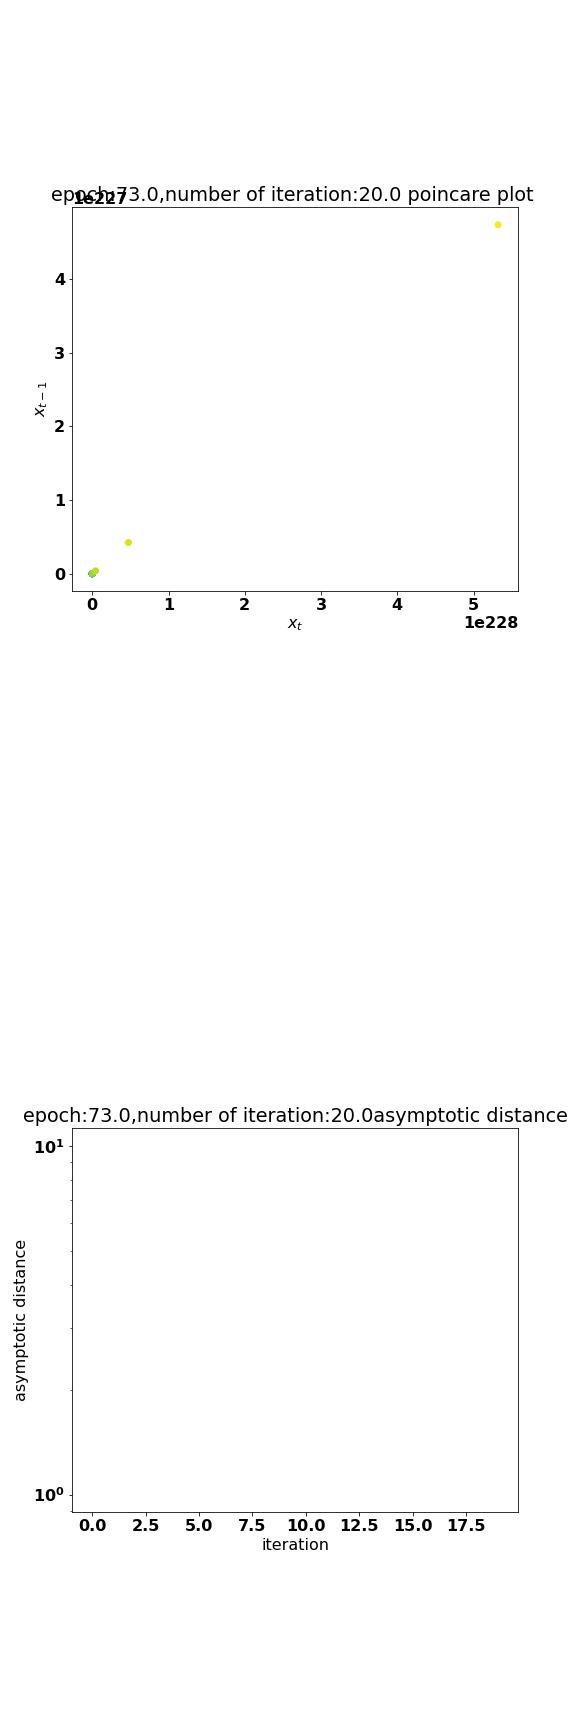 epoch:73.0,number of iteration:20.0 poincare plot
1e227
4
3
2
1
0
x_{t-1}
0 1 2 3 4 5
x_t
1e228
epoch:73.0,number of iteration:20.0asymptotic distance
10^1
asymptotic distance
10^0
0.0 2.5 5.0 7.5 10.0 12.5 15.0 17.5
iteration